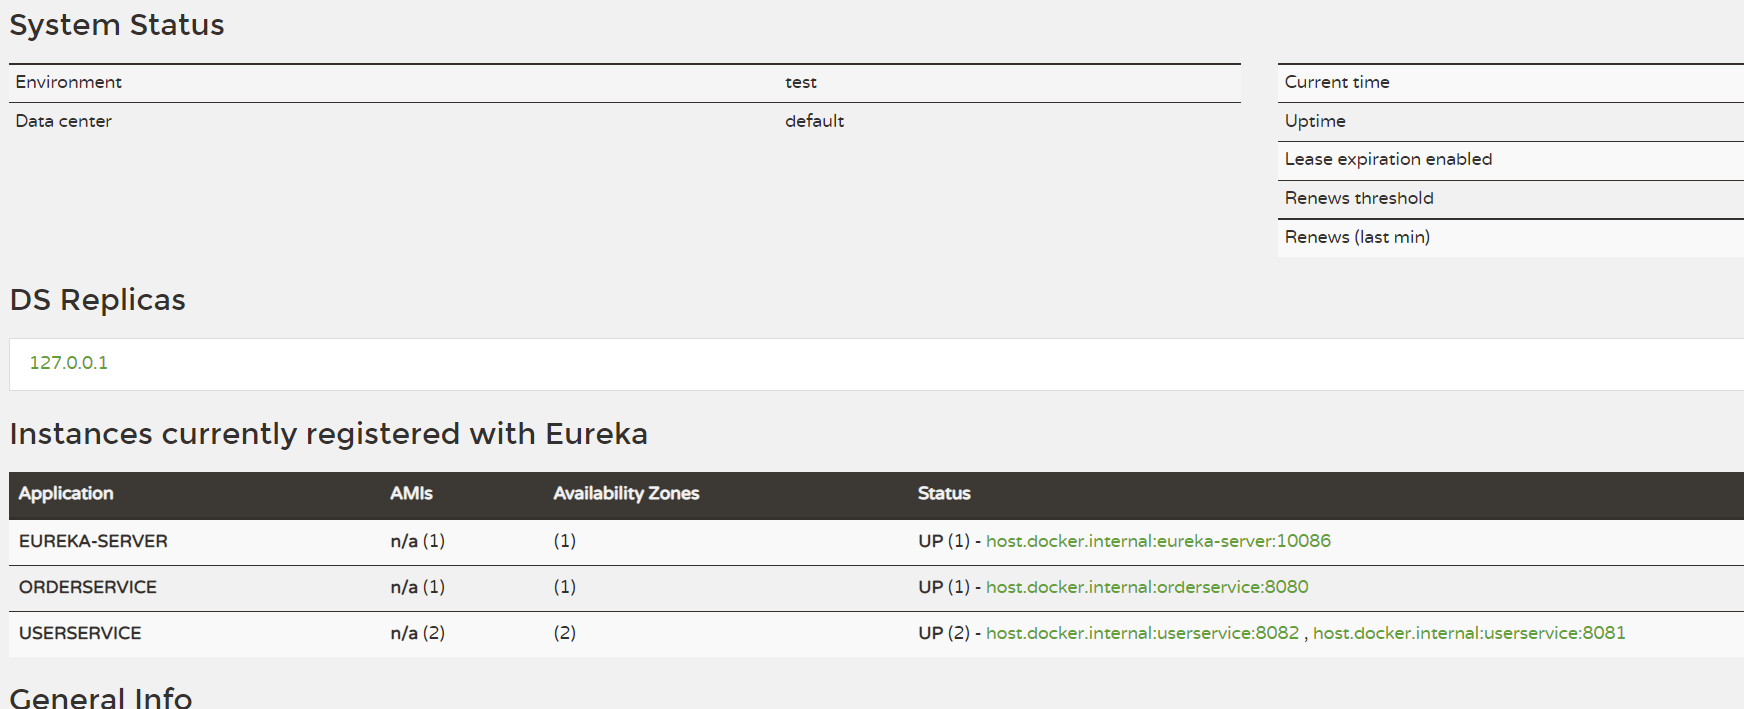 System Status
Environment test
Data center default
Current time
Uptime
Lease expiration enabled
Renews threshold
Renews (last min)
DS Replicas
127.0.0.1
Instances currently registered with Eureka
Application AMIs Availability Zones Status
EUREKA-SERVER n/a (1) (1) UP (1) - host.docker.internal:eureka-server:10086
ORDERSERVICE n/a (1) (1) UP (1) - host.docker.internal:orderservice:8080
USERSERVICE n/a (2) (2) UP (2) - host.docker.internal:userservice:8082 , host.docker.internal:userservice:8081
General Info